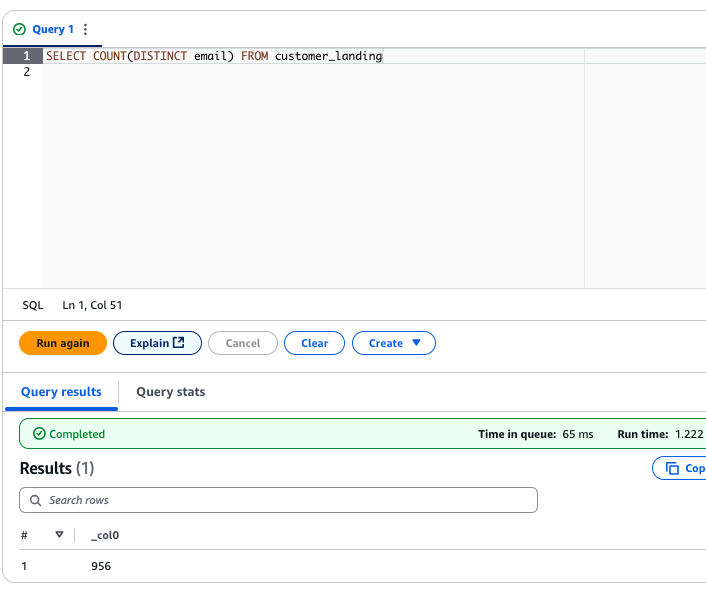 Query 1
1 SELECT COUNT(DISTINCT email) FROM customer_landing
2
SQL Ln 1, Col 51
Run again Explain Cancel Clear Create
Query results Query stats
Completed Time in queue: 65 ms Run time: 1.222
Results (1) Cop
Search rows
# _col0
1 956